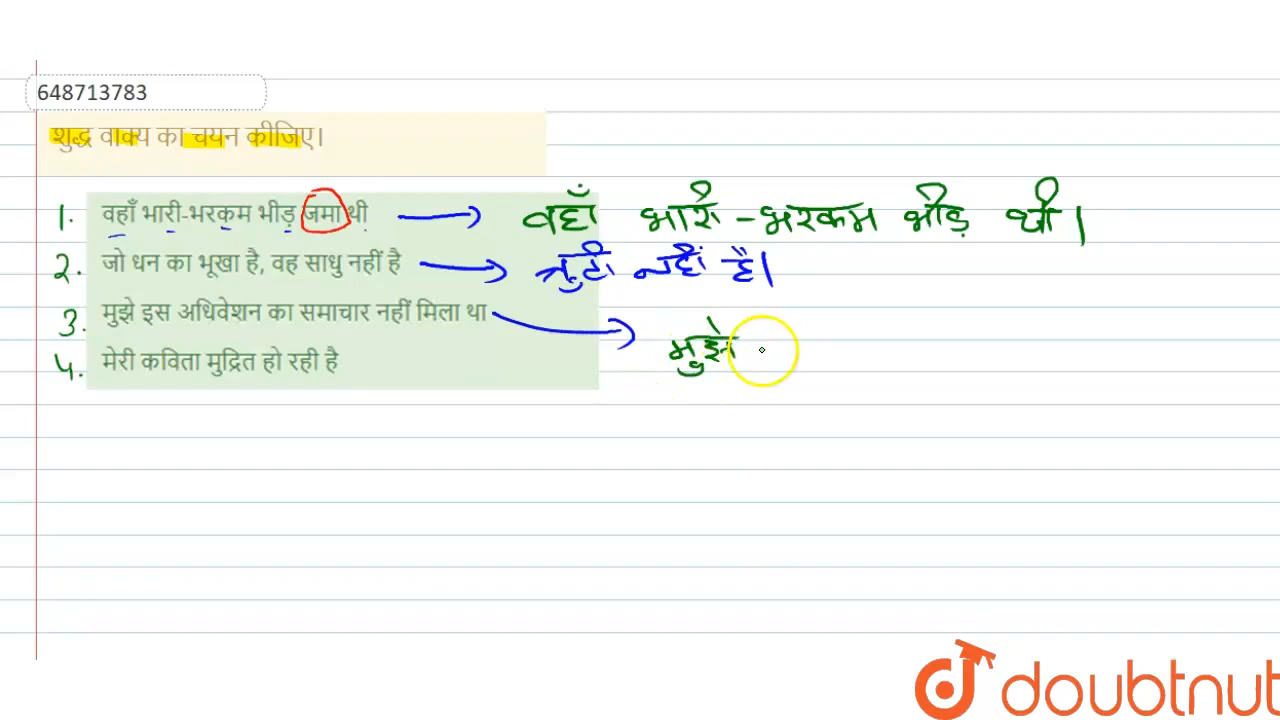 648713783
शुद्ध वाक्य का चयन कीजिए।
1. वहाँ भारी-भरकम भीड़ जमा थी → वहाँ भारी-भरकम भीड़ थी।
2. जो धन का भूखा है, वह साधु नहीं है → त्रुटी नहीं है।
3. मुझे इस अधिवेशन का समाचार नहीं मिला था → मुझे
4. मेरी कविता मुद्रित हो रही है
doubtnut